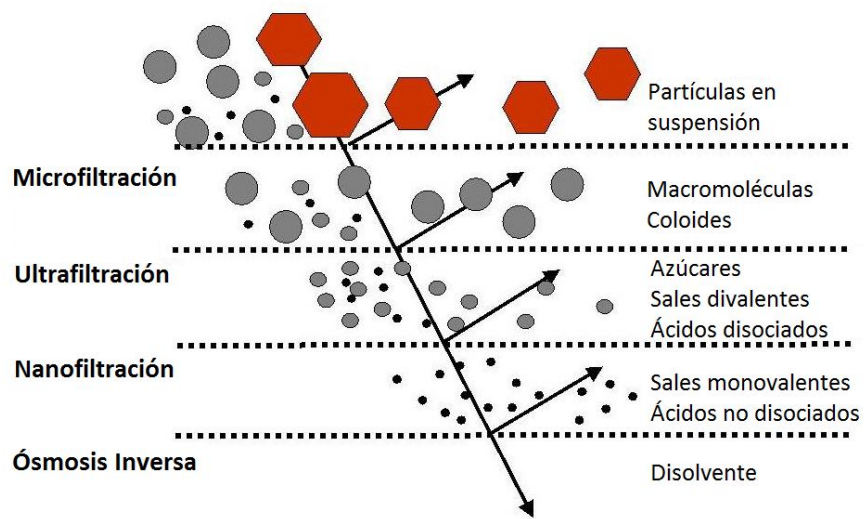 Partículas en
suspensión
Microfiltración
Macromoléculas
Coloides
Ultrafiltración
Azúcares
Sales divalentes
Ácidos disociados
Nanofiltración
Sales monovalentes
Ácidos no disociados
Ósmosis Inversa
Disolvente